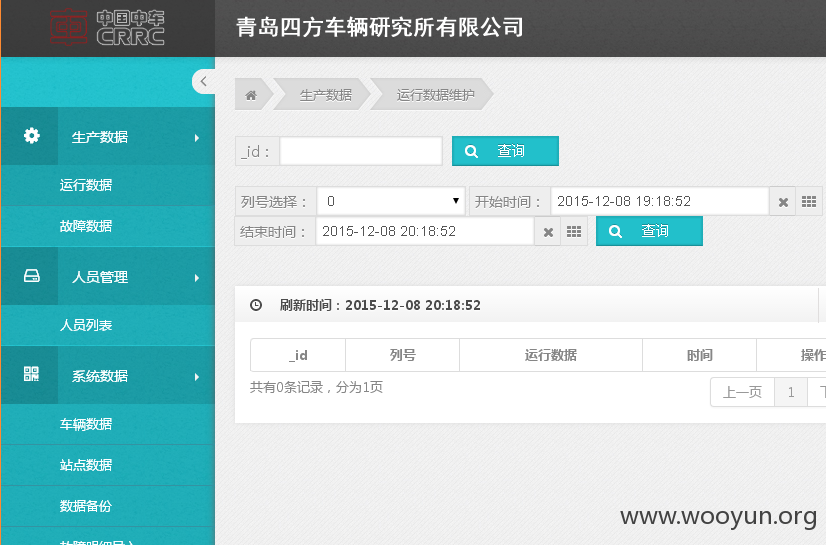 中国中车
CRRC
青岛四方车辆研究所有限公司
生产数据
运行数据
故障数据
人员管理
人员列表
系统数据
车辆数据
站点数据
数据备份
故障明细导入
生产数据 运行数据维护
_id： 查询
列号选择： 0 开始时间： 2015-12-08 19:18:52
结束时间： 2015-12-08 20:18:52 查询
刷新时间：2015-12-08 20:18:52
_id 列号 运行数据 时间 操作
共有0条记录，分为1页
上一页 1 下
www.wooyun.org